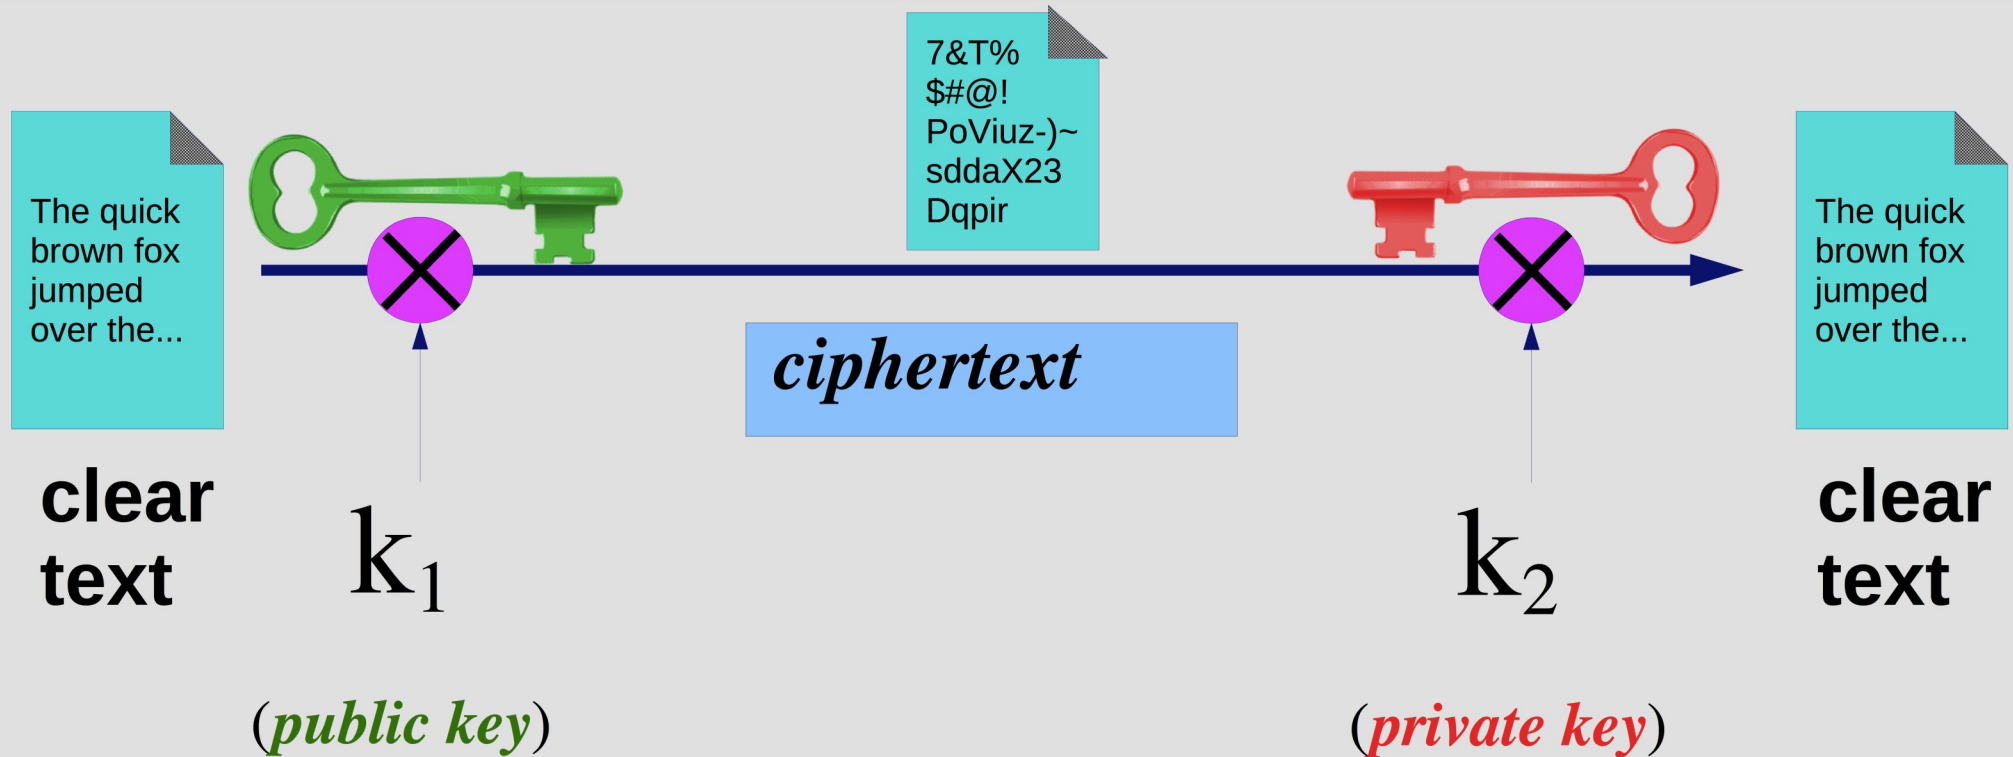 The quick
brown fox
jumped
over the...
clear
text
k₁
(public key)
7&T%
$#@!
PoViuz-)~
sddaX23
Dqpir
ciphertext
k₂
(private key)
The quick
brown fox
jumped
over the...
clear
text